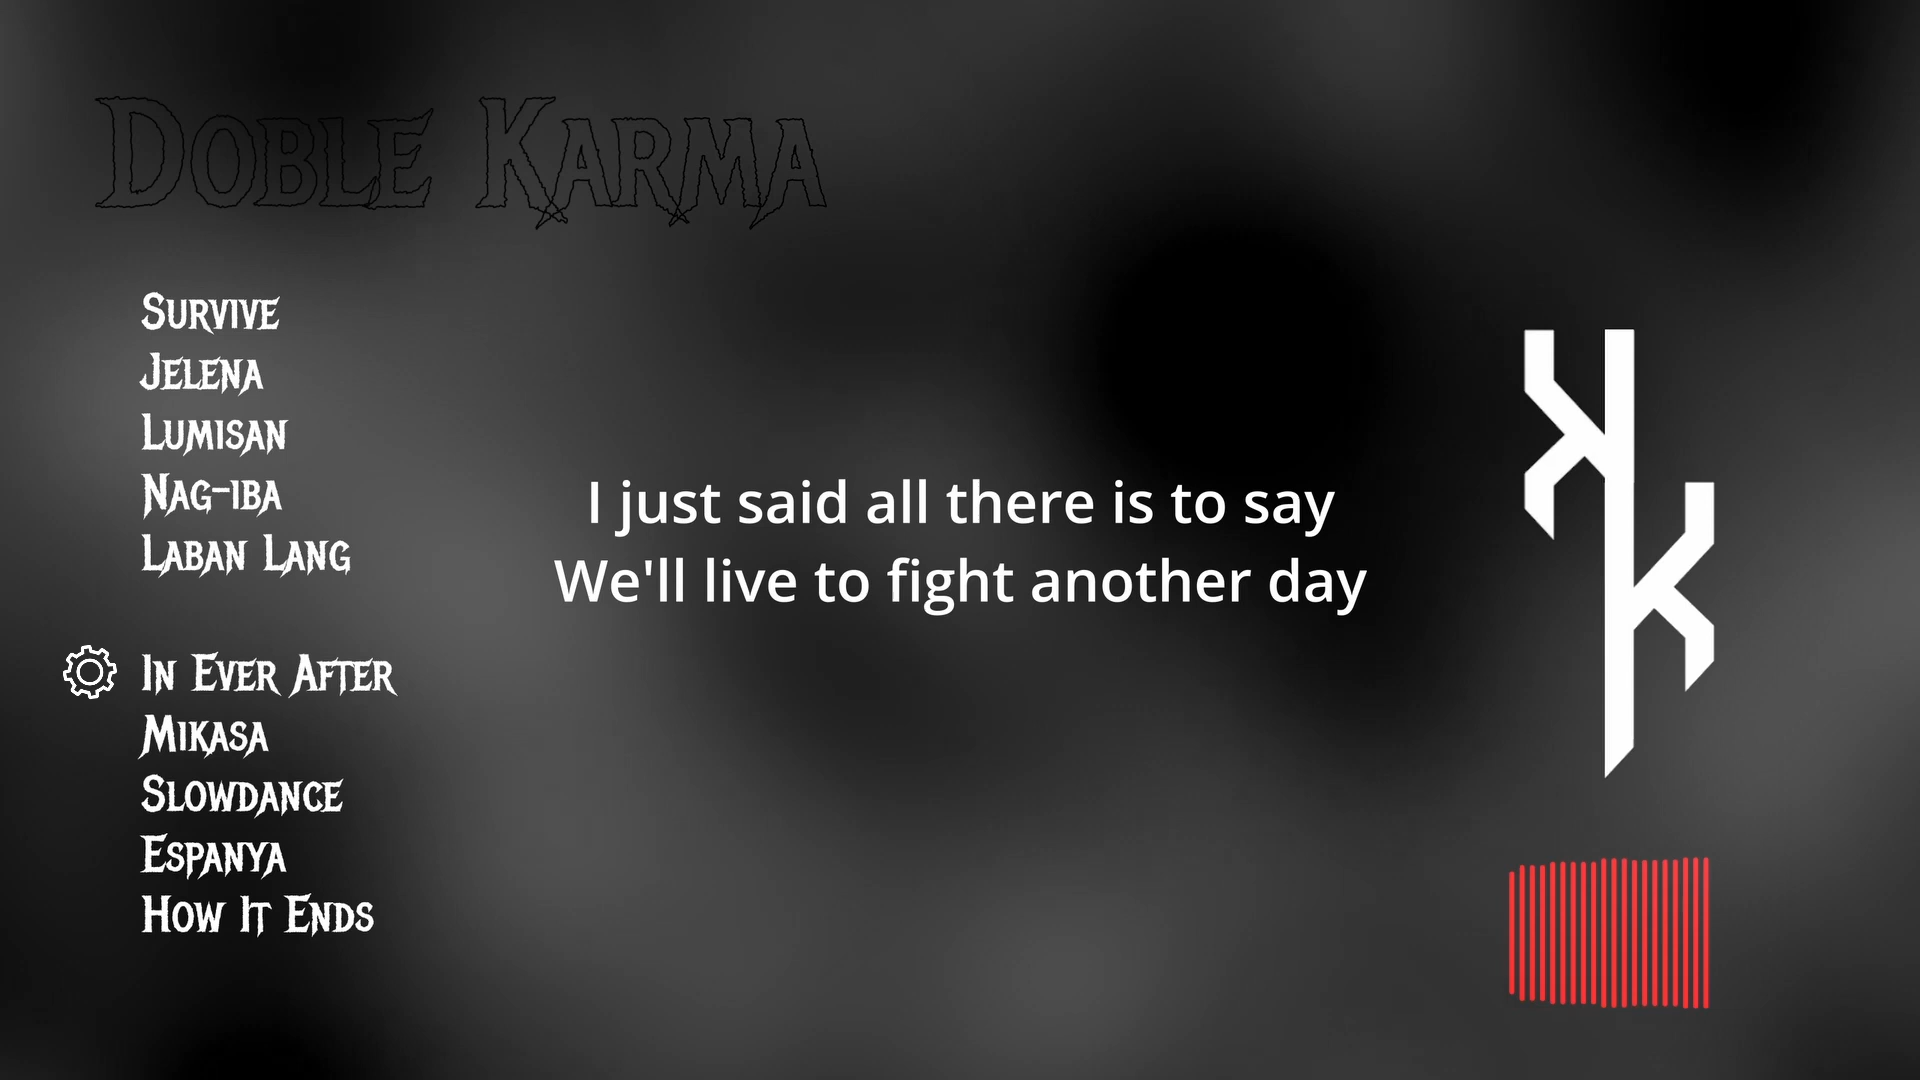 Doble Karma
Survive
Jelena
Lumisan
Nag-iba
Laban Lang
In Ever After
Mikasa
Slowdance
Espanya
How It Ends
I just said all there is to say
We'll live to fight another day